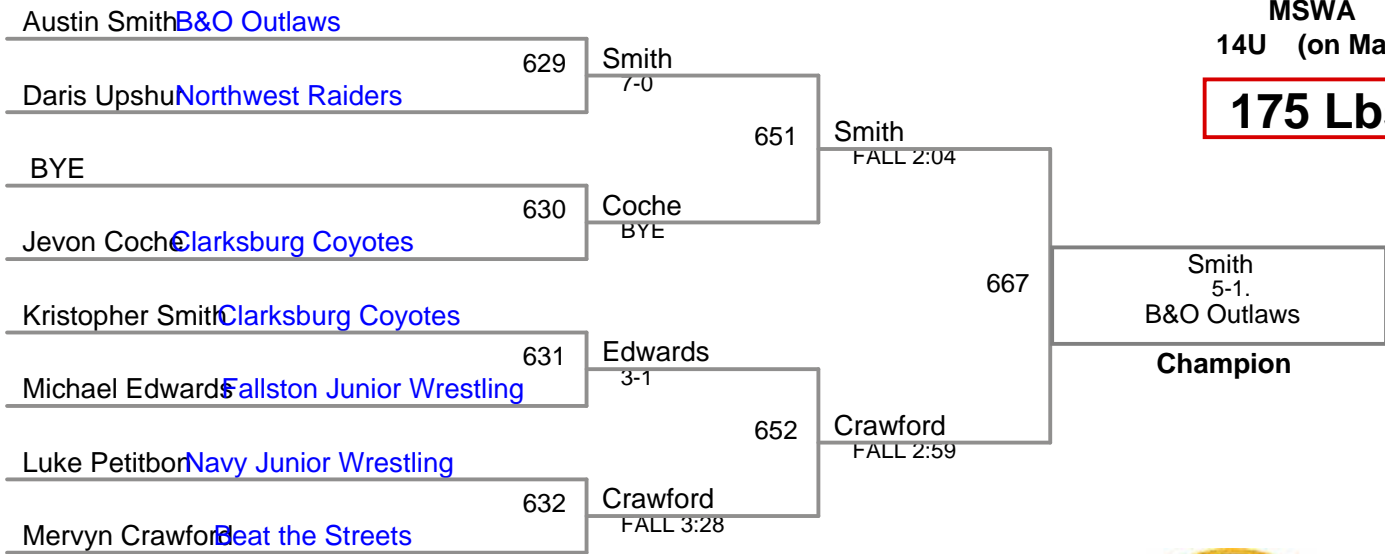 MSWA
14U (on Ma
175 Lb
Austin Smith B&O Outlaws
629
Smith
7-0
Daris Upshur Northwest Raiders
651
Smith
FALL 2:04
BYE
630
Coche
BYE
Jevon Coche Clarksburg Coyotes
667
Smith
5-1.
B&O Outlaws
Champion
Kristopher Smith Clarksburg Coyotes
631
Edwards
3-1
Michael Edwards Fallston Junior Wrestling
652
Crawford
FALL 2:59
Luke Petitbon Navy Junior Wrestling
632
Crawford
FALL 3:28
Mervyn Crawford Beat the Streets